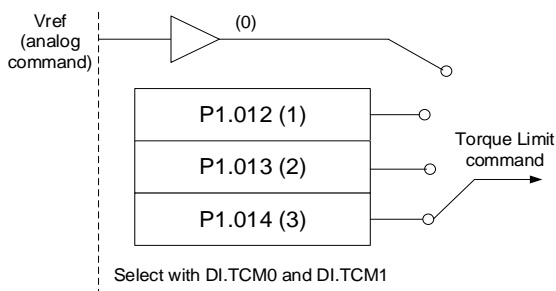 Vref
(analog
command)
(0)
P1.012 (1)
P1.013 (2)
P1.014 (3)
Torque Limit
command
Select with DI.TCM0 and DI.TCM1